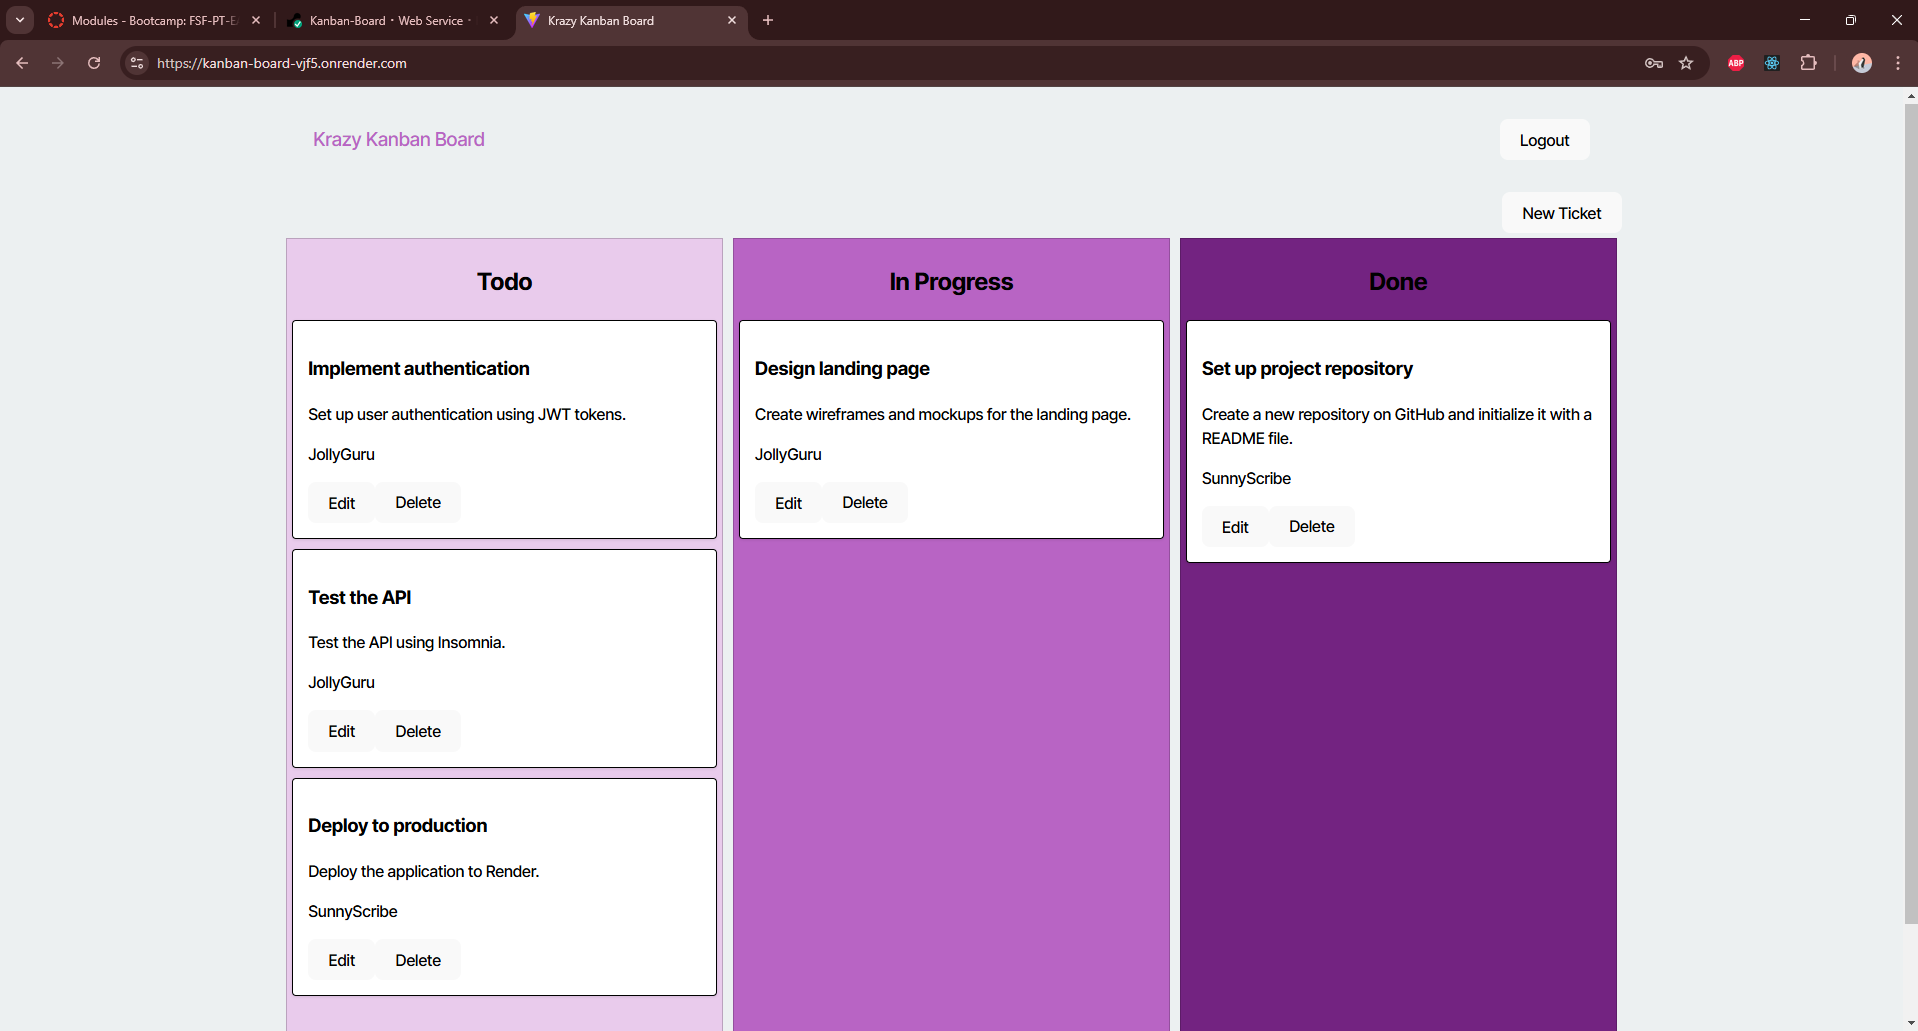 Modules - Bootcamp: FSF-PT-EA
Kanban-Board · Web Service ·
Krazy Kanban Board
https://kanban-board-vjf5.onrender.com
ABP
Krazy Kanban Board
Logout
New Ticket
Todo
Implement authentication
Set up user authentication using JWT tokens.
JollyGuru
Edit
Delete
Test the API
Test the API using Insomnia.
JollyGuru
Edit
Delete
Deploy to production
Deploy the application to Render.
SunnyScribe
Edit
Delete
In Progress
Design landing page
Create wireframes and mockups for the landing page.
JollyGuru
Edit
Delete
Done
Set up project repository
Create a new repository on GitHub and initialize it with a
README file.
SunnyScribe
Edit
Delete